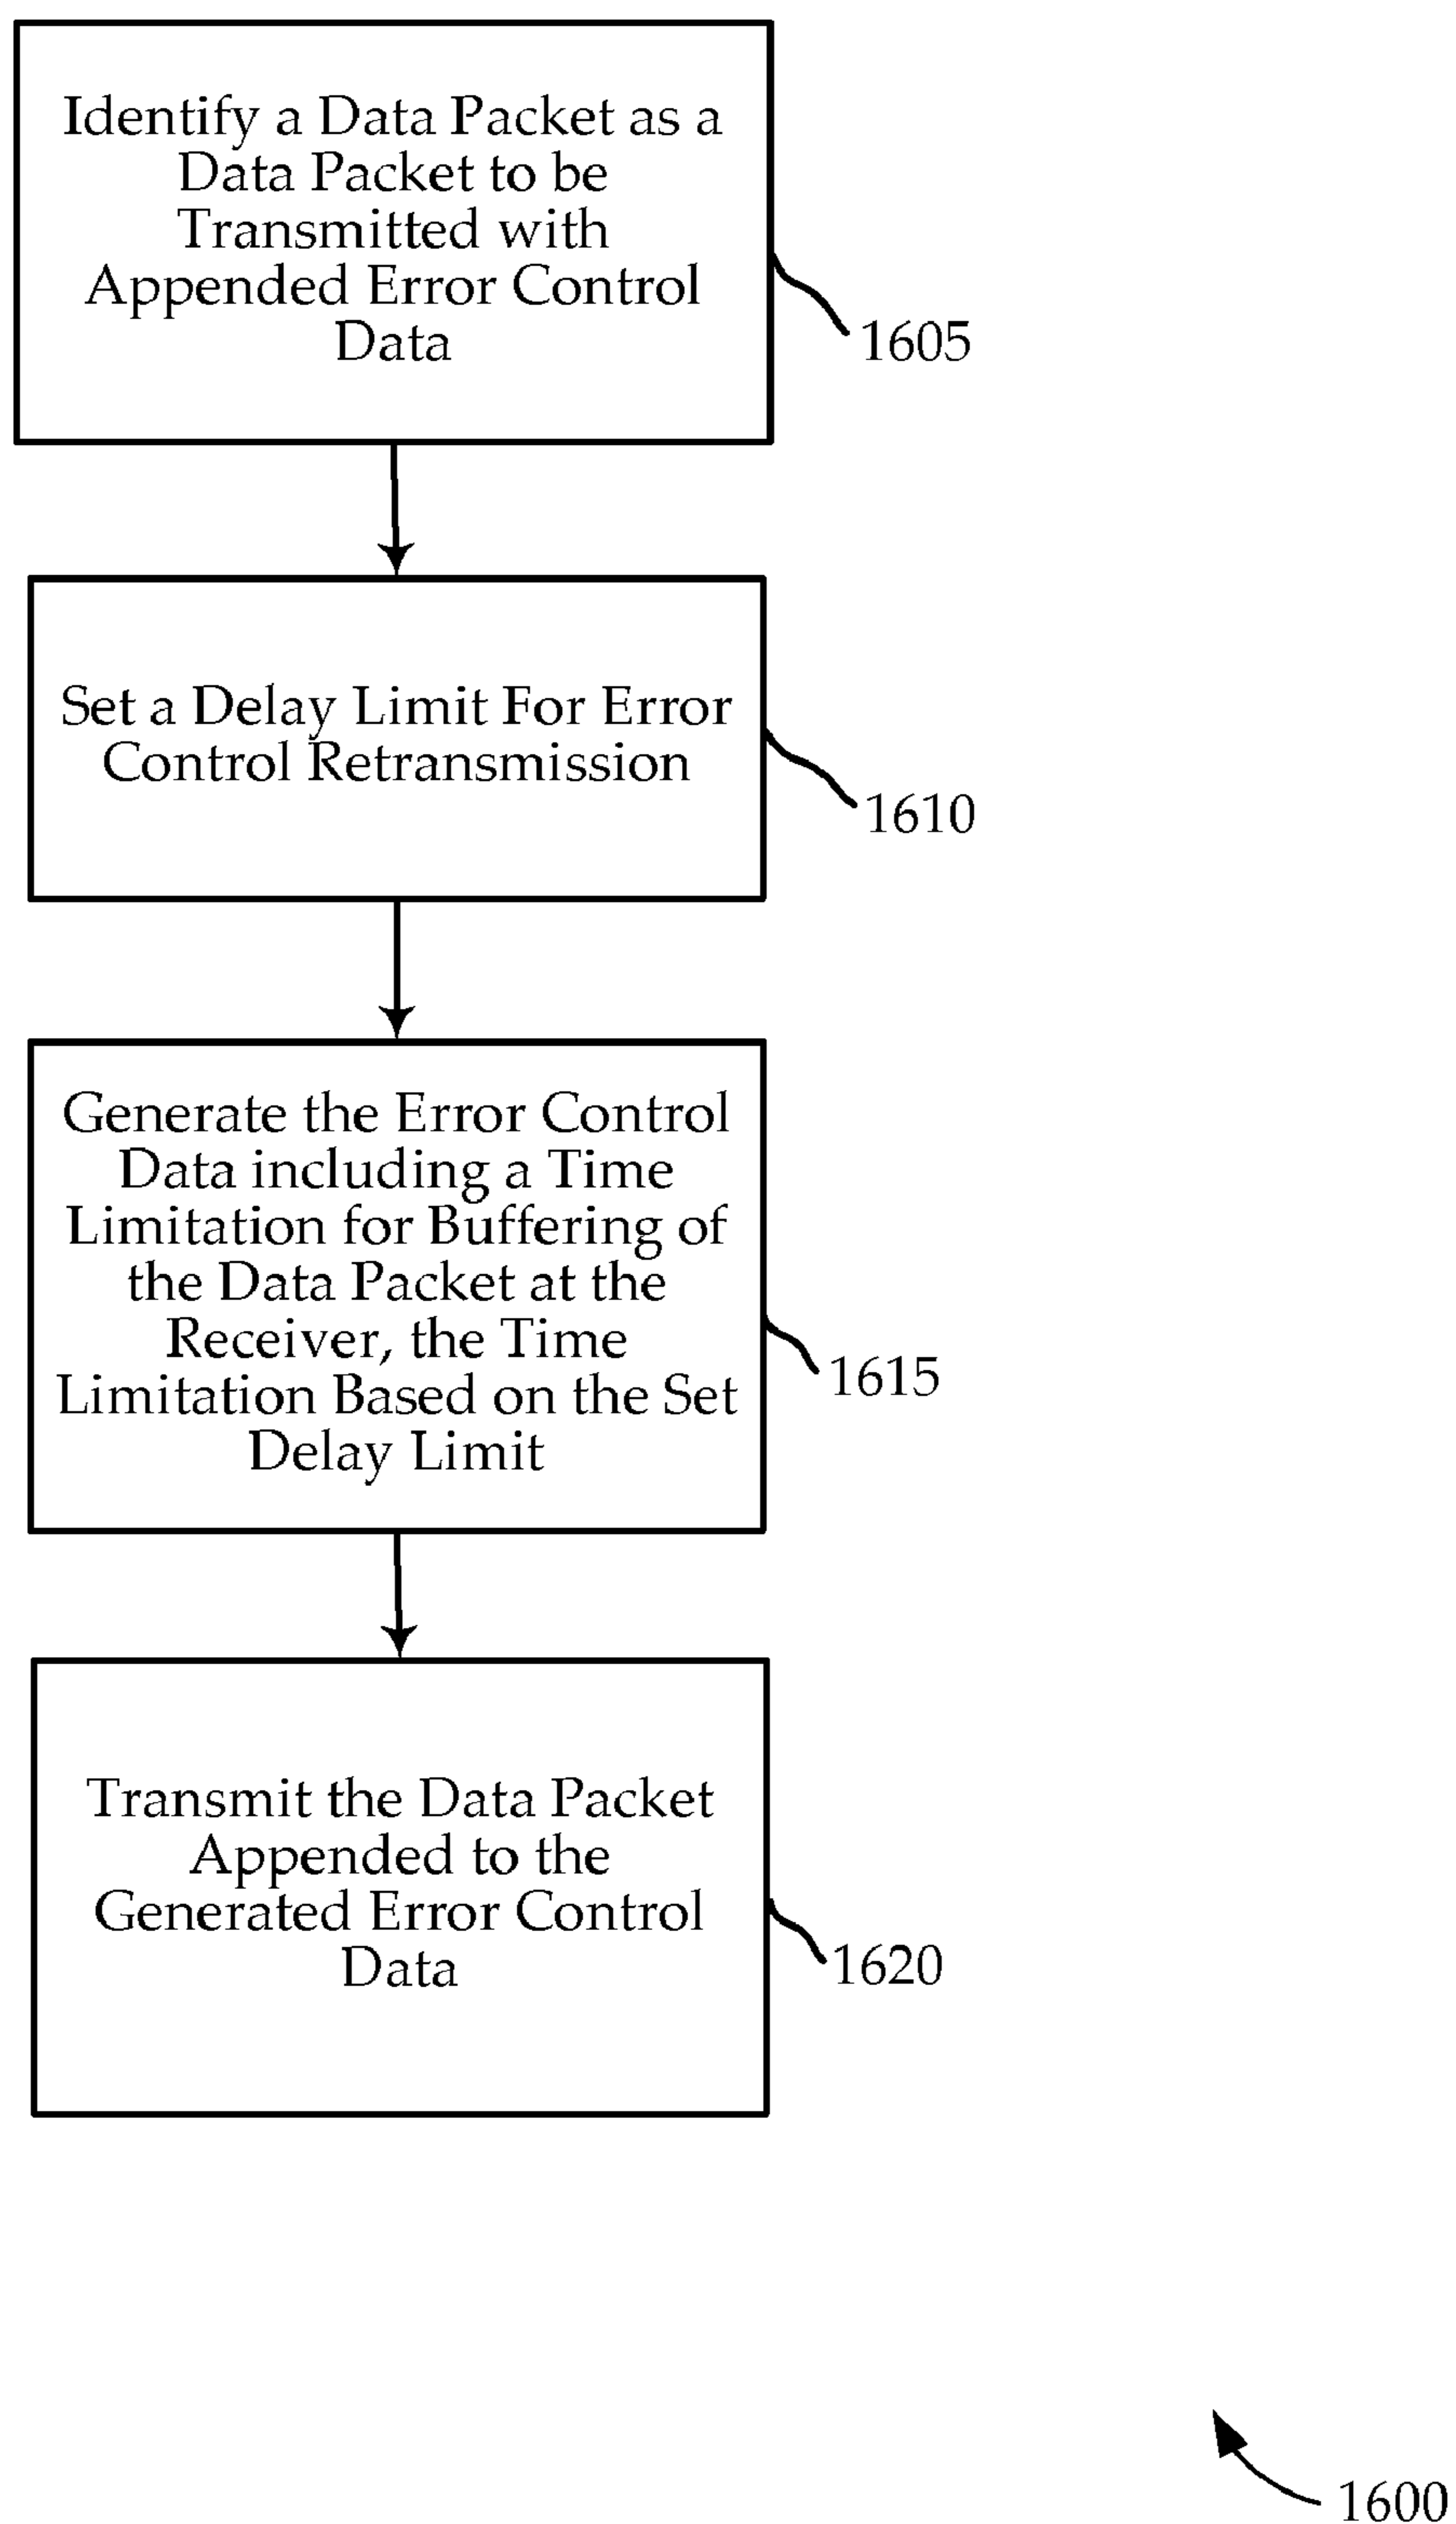 Identify a Data Packet as a
Data Packet to be
Transmitted with
Appended Error Control
Data
1605
Set a Delay Limit For Error
Control Retransmission
1610
Generate the Error Control
Data including a Time
Limitation for Buffering of
the Data Packet at the
Receiver, the Time
Limitation Based on the Set
Delay Limit
1615
Transmit the Data Packet
Appended to the
Generated Error Control
Data
1620
1600